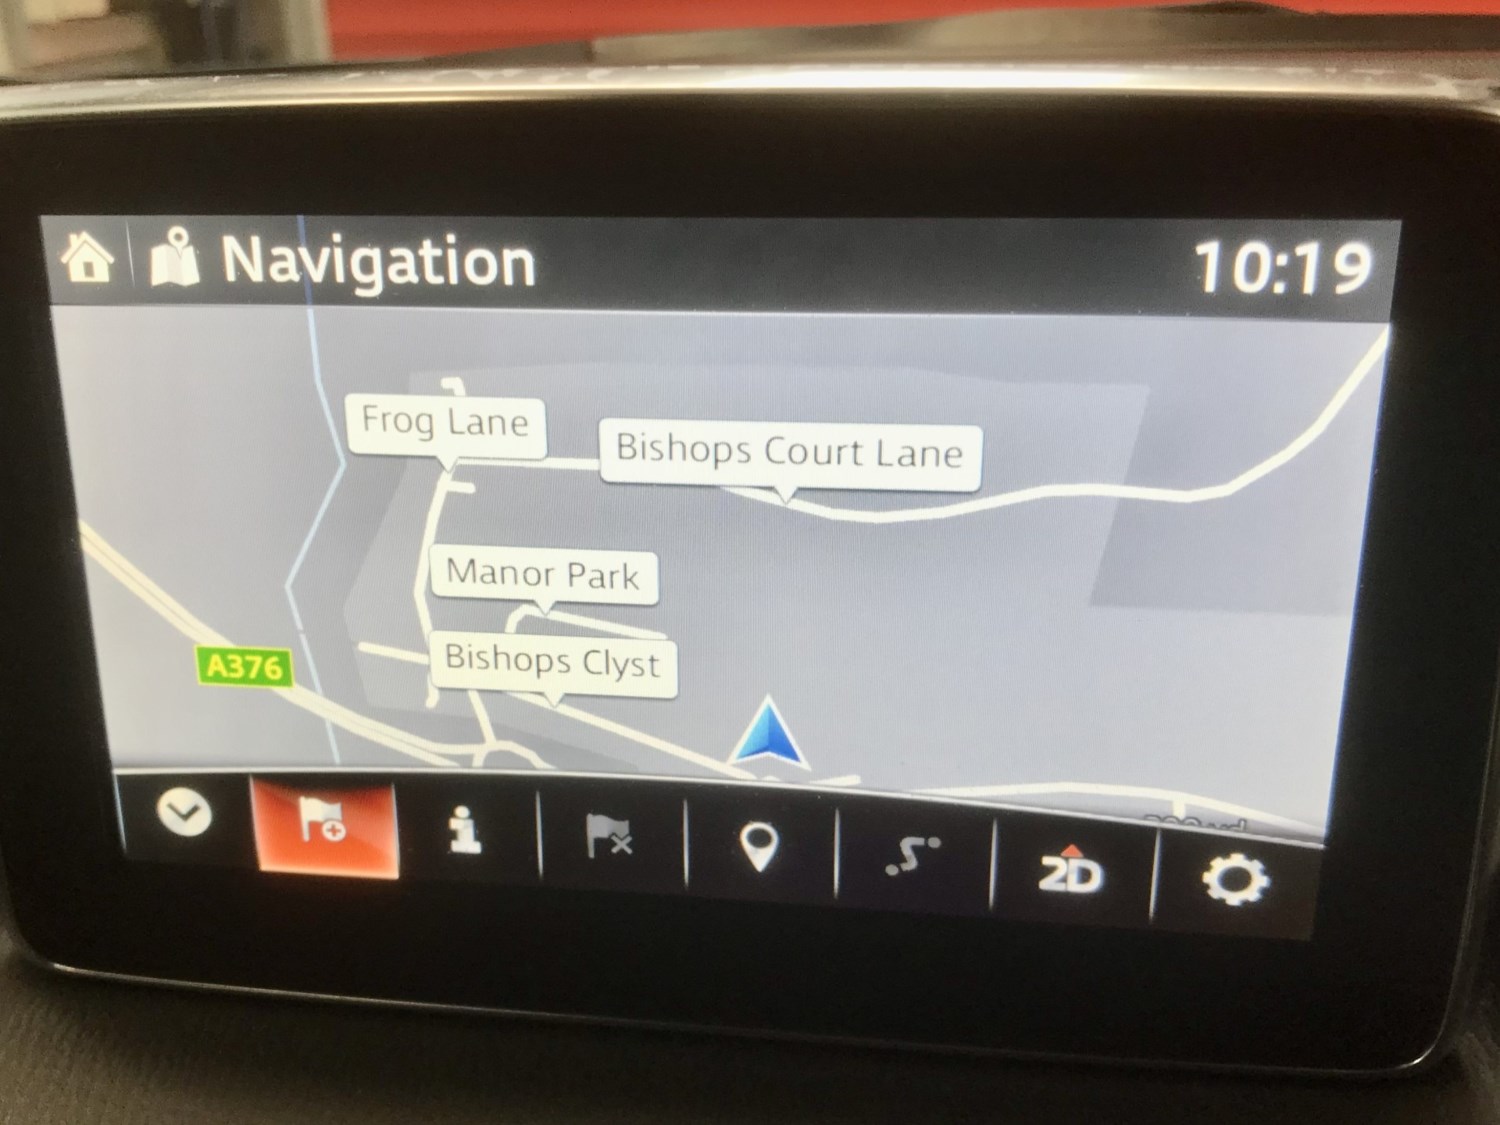 Navigation
10:19
Frog Lane
Bishops Court Lane
Manor Park
Bishops Clyst
A376
2D